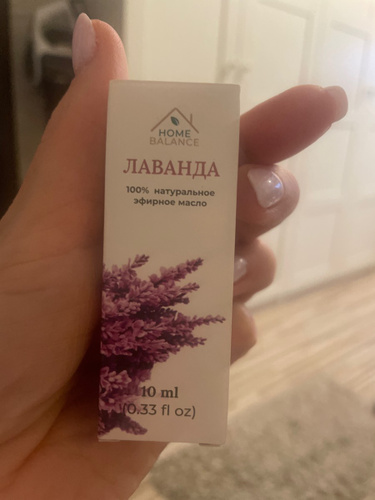 HOME
BALANCE
ЛАВАНДА
100% натуральное
эфирное масло
10 ml
(0.33 fl oz)